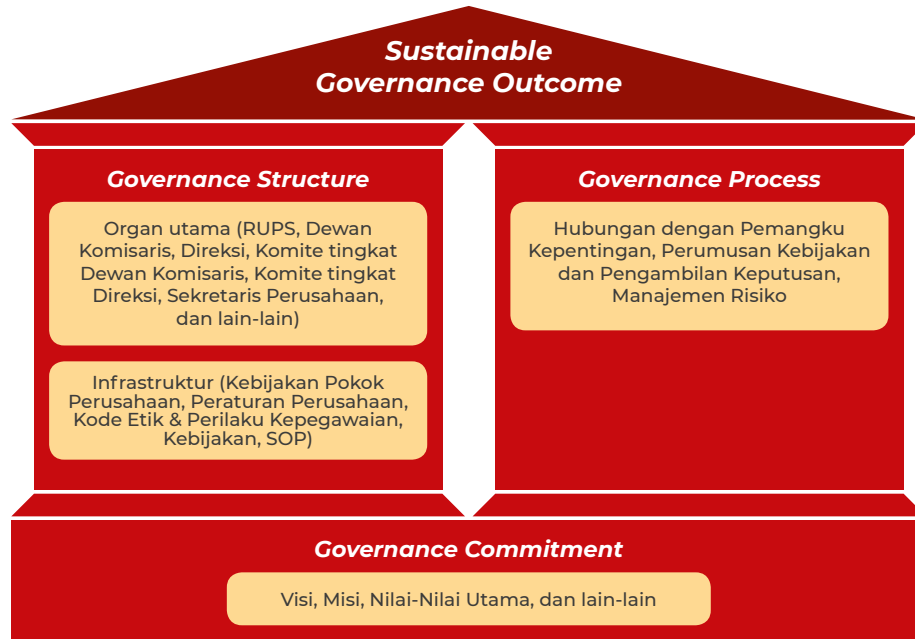 Sustainable
Governance Outcome
Governance Structure
Organ utama (RUPS, Dewan
Komisaris, Direksi, Komite tingkat
Dewan Komisaris, Komite tingkat
Direksi, Sekretaris Perusahaan,
dan lain-lain)
Infrastruktur (Kebijakan Pokok
Perusahaan, Peraturan Perusahaan,
Kode Etik & Perilaku Kepegawaian,
Kebijakan, SOP)
Governance Process
Hubungan dengan Pemangku
Kepentingan, Perumusan Kebijakan
dan Pengambilan Keputusan,
Manajemen Risiko
Governance Commitment
Visi, Misi, Nilai-Nilai Utama, dan lain-lain